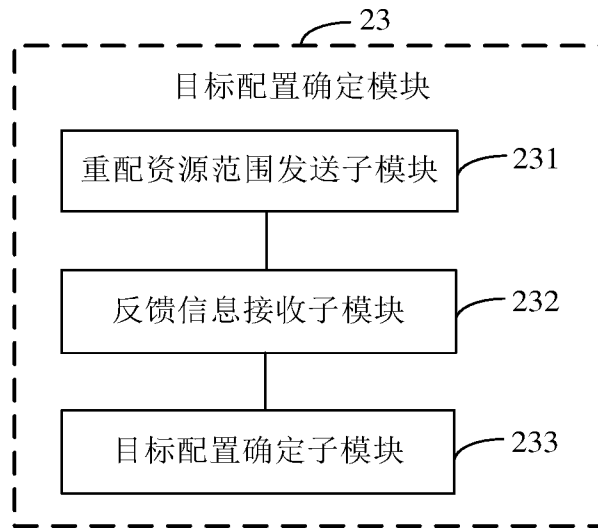 23
目标配置确定模块
重配资源范围发送子模块
231
反馈信息接收子模块
232
目标配置确定子模块
233